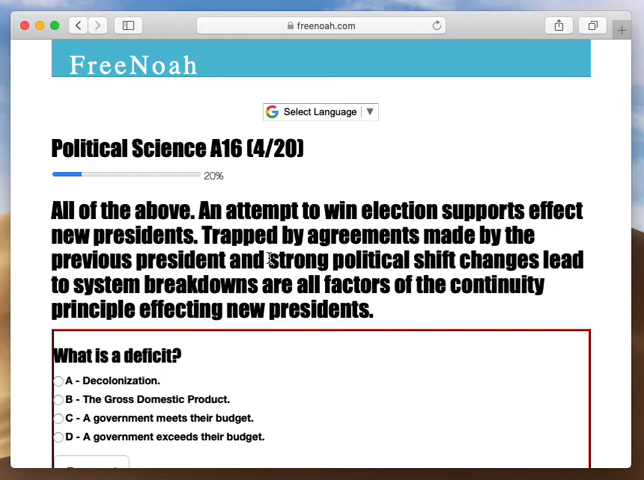 freenoah.com
FreeNoah
Select Language
Political Science A16 (4/20)
20%
All of the above. An attempt to win election supports effect
new presidents. Trapped by agreements made by the
previous president and strong political shift changes lead
to system breakdowns are all factors of the continuity
principle effecting new presidents.
What is a deficit?
A - Decolonization.
B - The Gross Domestic Product.
C - A government meets their budget.
D - A government exceeds their budget.